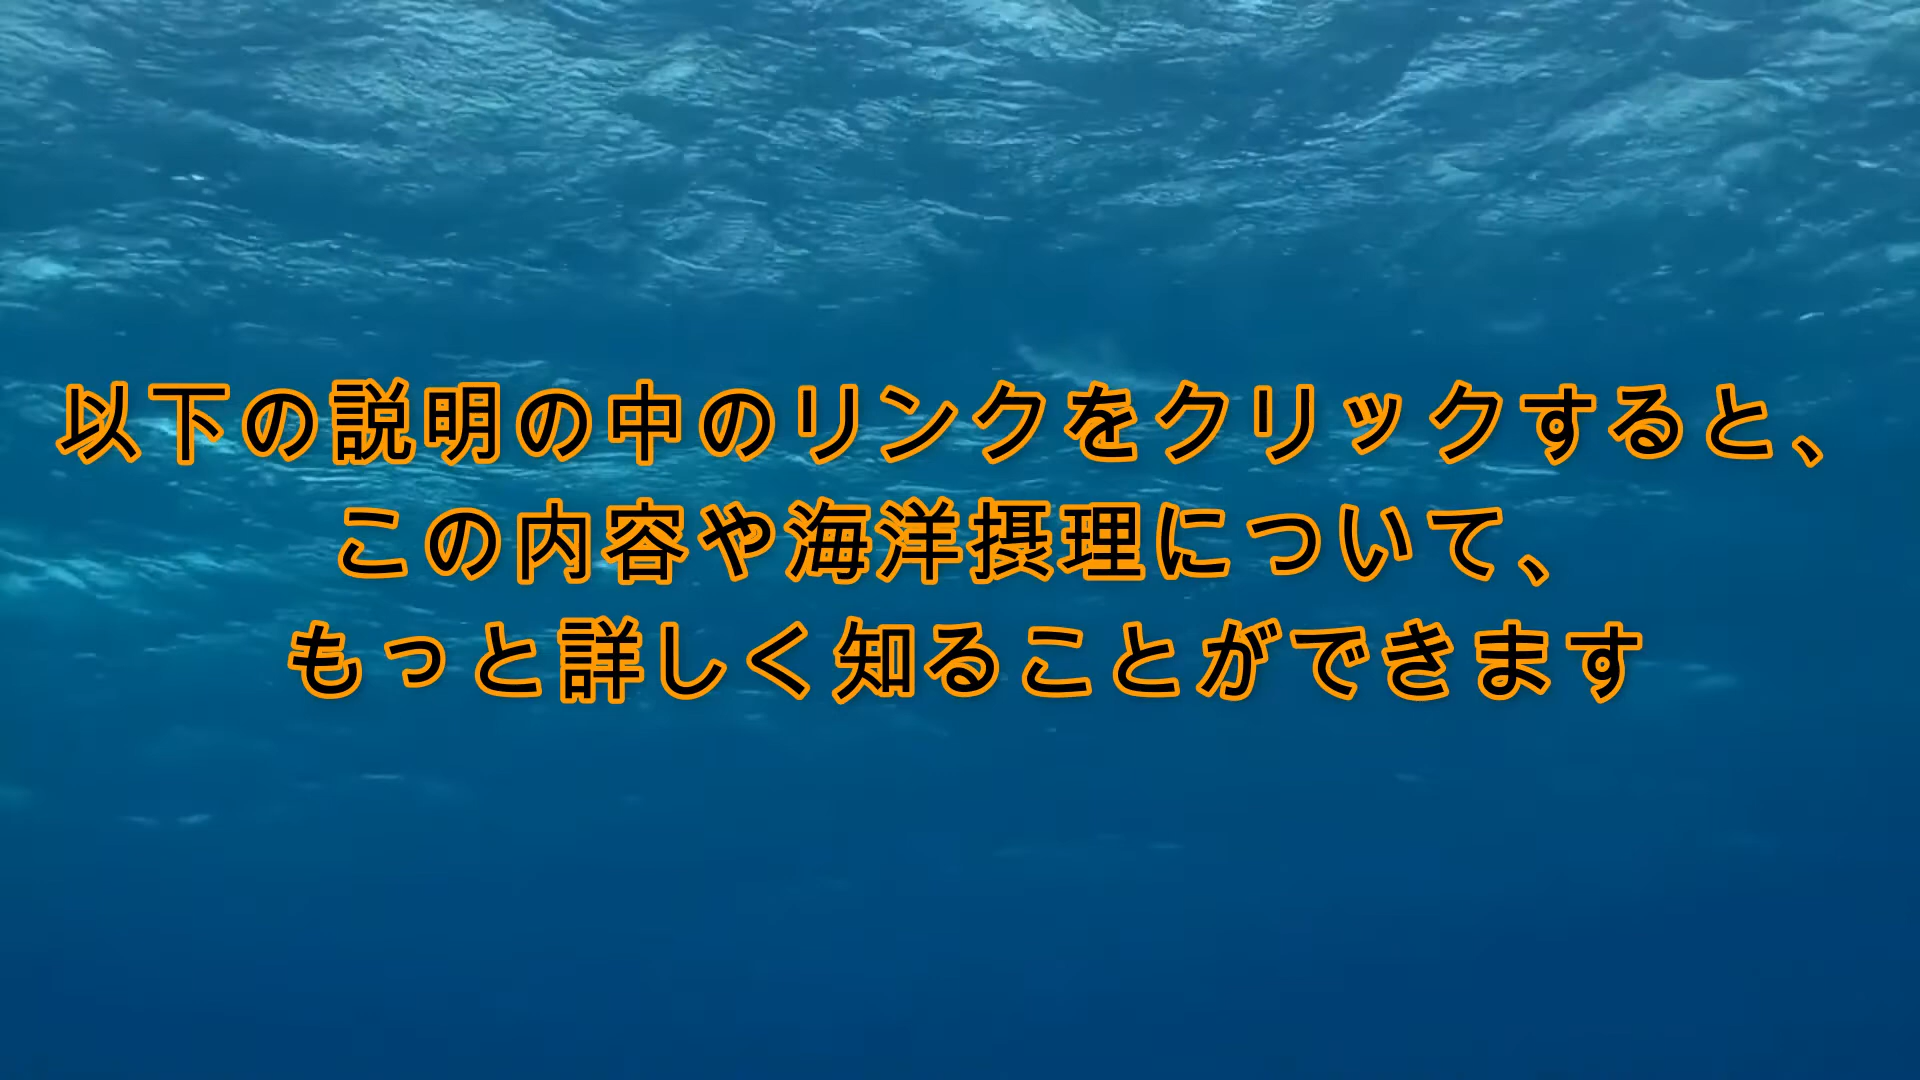 以下の説明の中のリンクをクリックすると、
この内容や海洋摂理について、
もっと詳しく知ることができます